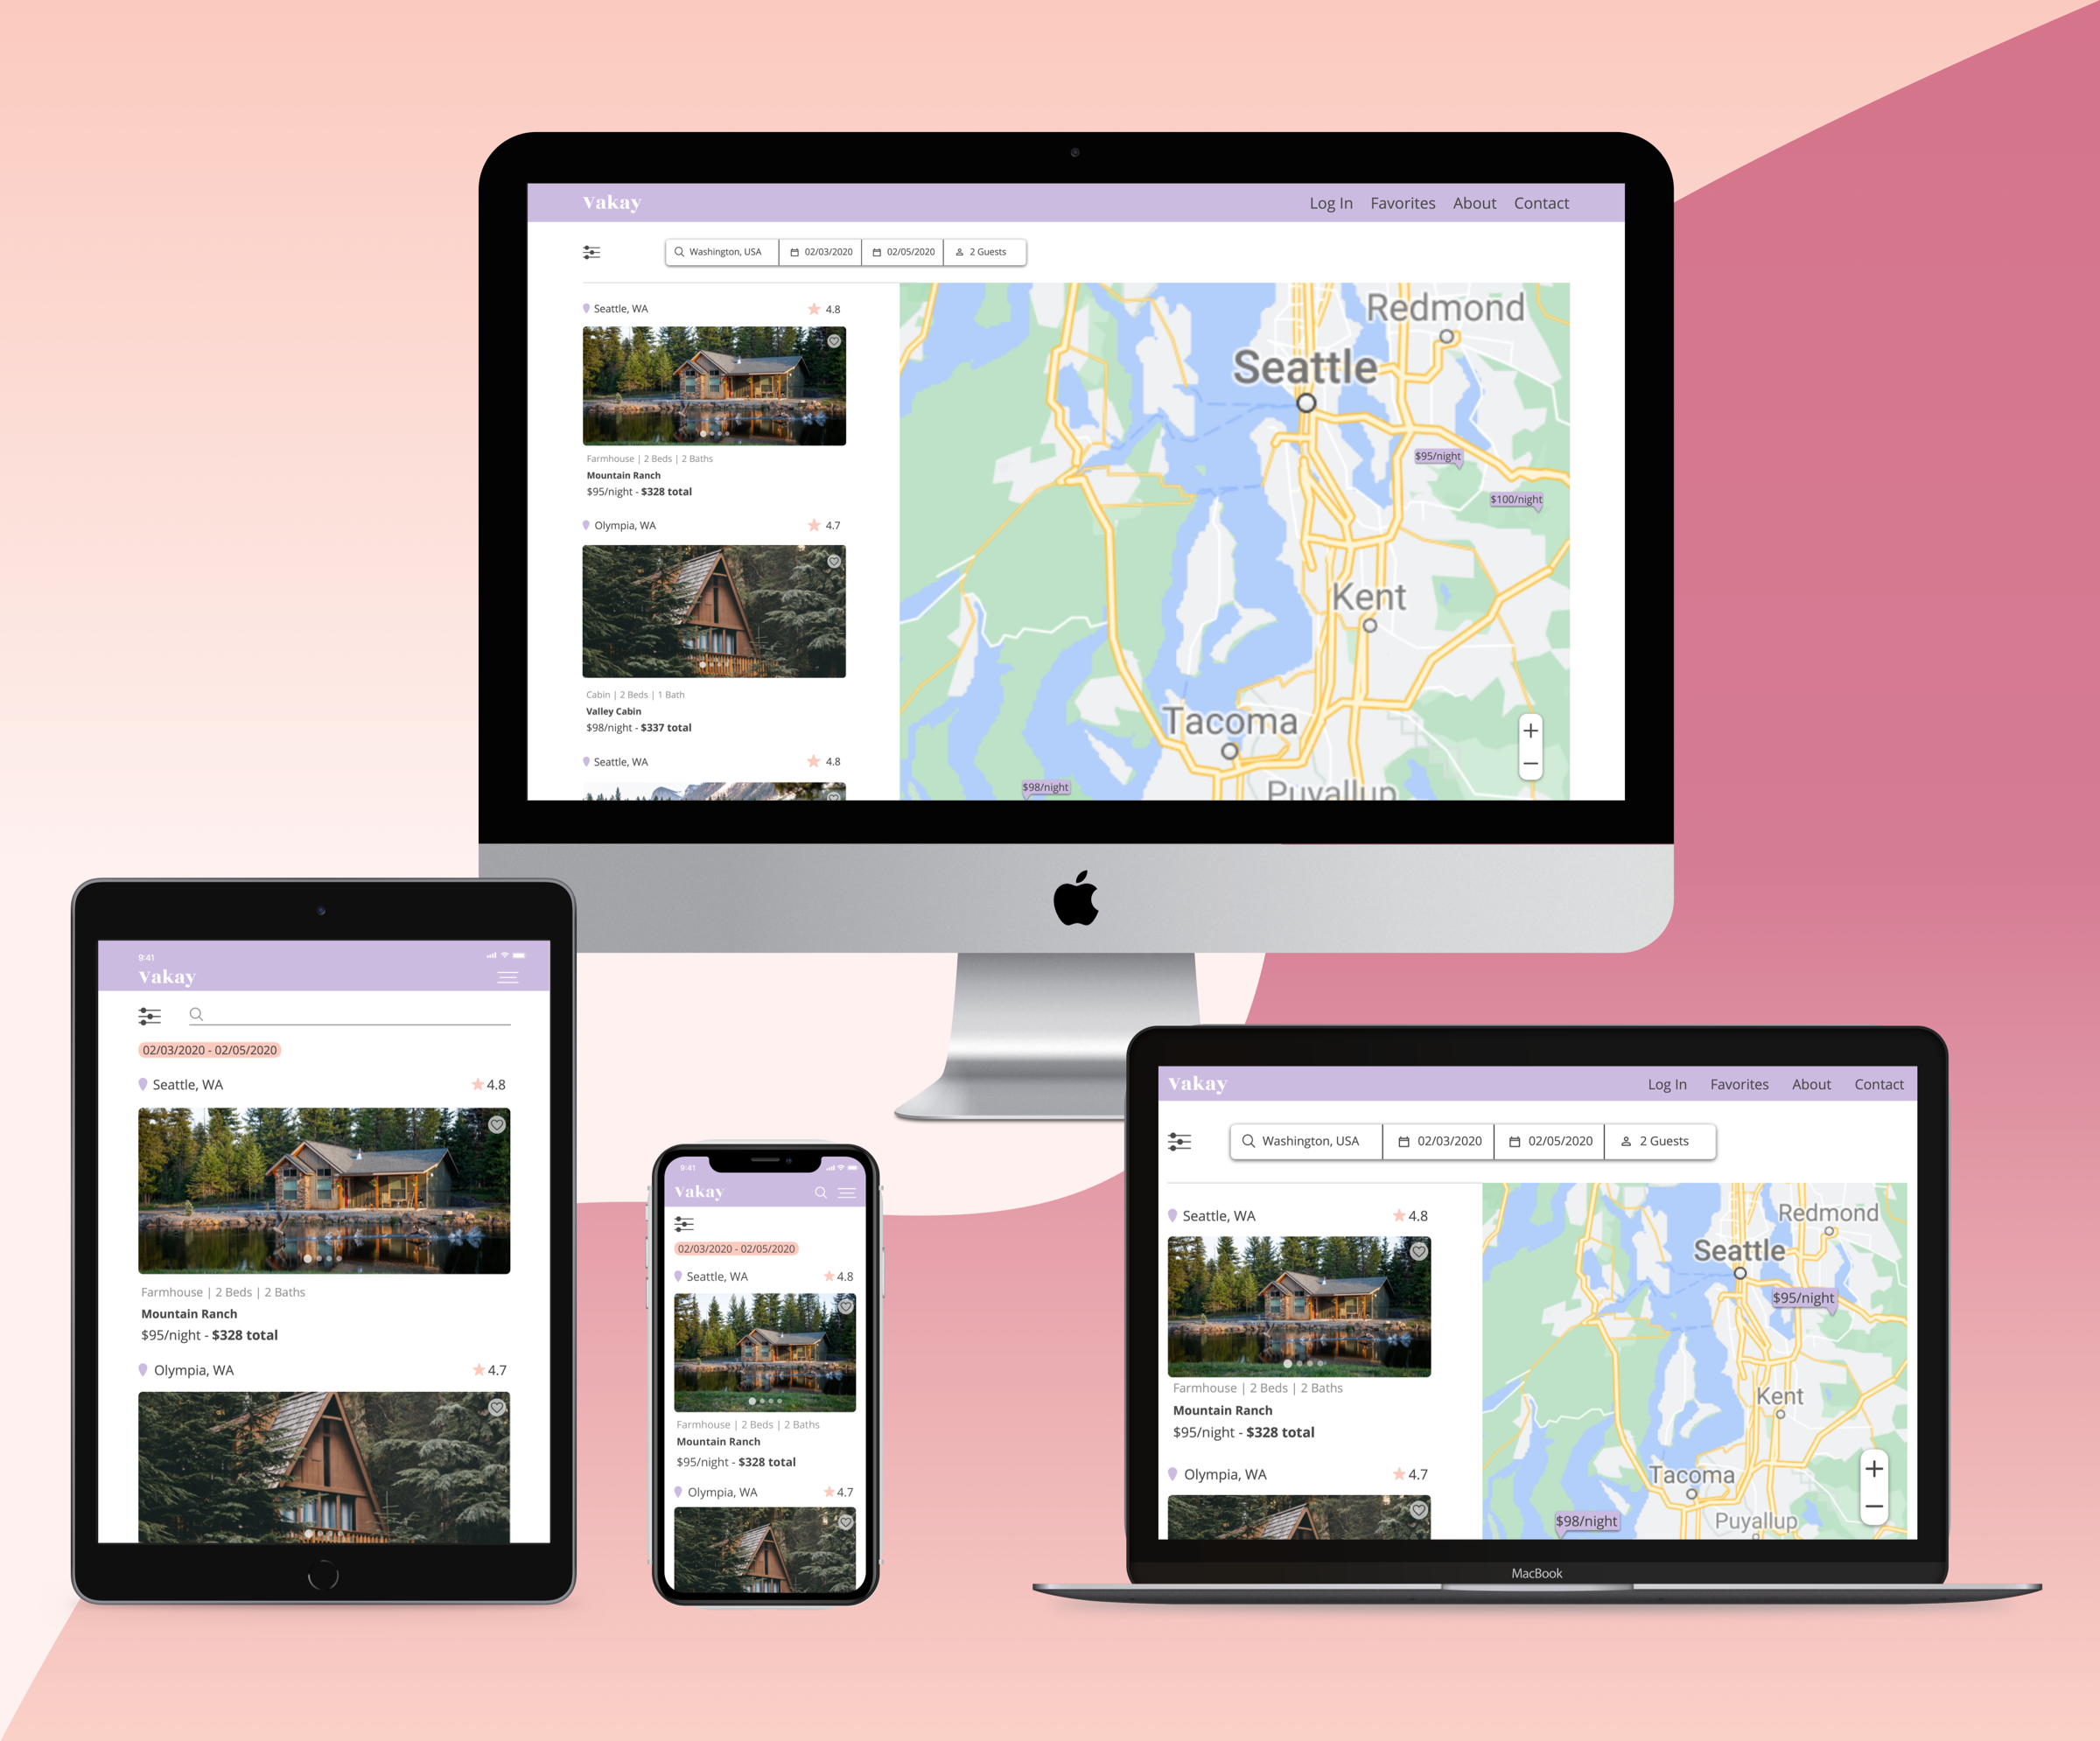 Vakay
Log In Favorites About Contact
Washington, USA 02/03/2020 02/05/2020 2 Guests
Seattle, WA 4.8
Farmhouse | 2 Beds | 2 Baths
Mountain Ranch
$95/night - $328 total
Olympia, WA 4.7
Cabin | 2 Beds | 1 Bath
Valley Cabin
$98/night - $337 total
Seattle, WA 4.8
Redmond
Seattle
$95/night
$100/night
Kent
Tacoma
$98/night
Puyallup
9:41
Vakay
02/03/2020 - 02/05/2020
Seattle, WA 4.8
Farmhouse | 2 Beds | 2 Baths
Mountain Ranch
$95/night - $328 total
Olympia, WA 4.7
9:41
Vakay
02/03/2020 - 02/05/2020
Seattle, WA 4.8
Farmhouse | 2 Beds | 2 Baths
Mountain Ranch
$95/night - $328 total
Olympia, WA 4.7
Vakay
Log In Favorites About Contact
Washington, USA 02/03/2020 02/05/2020 2 Guests
Seattle, WA 4.8
Farmhouse | 2 Beds | 2 Baths
Mountain Ranch
$95/night - $328 total
Olympia, WA 4.7
Redmond
Seattle
$95/night
Kent
Tacoma
$98/night
Puyallup
MacBook